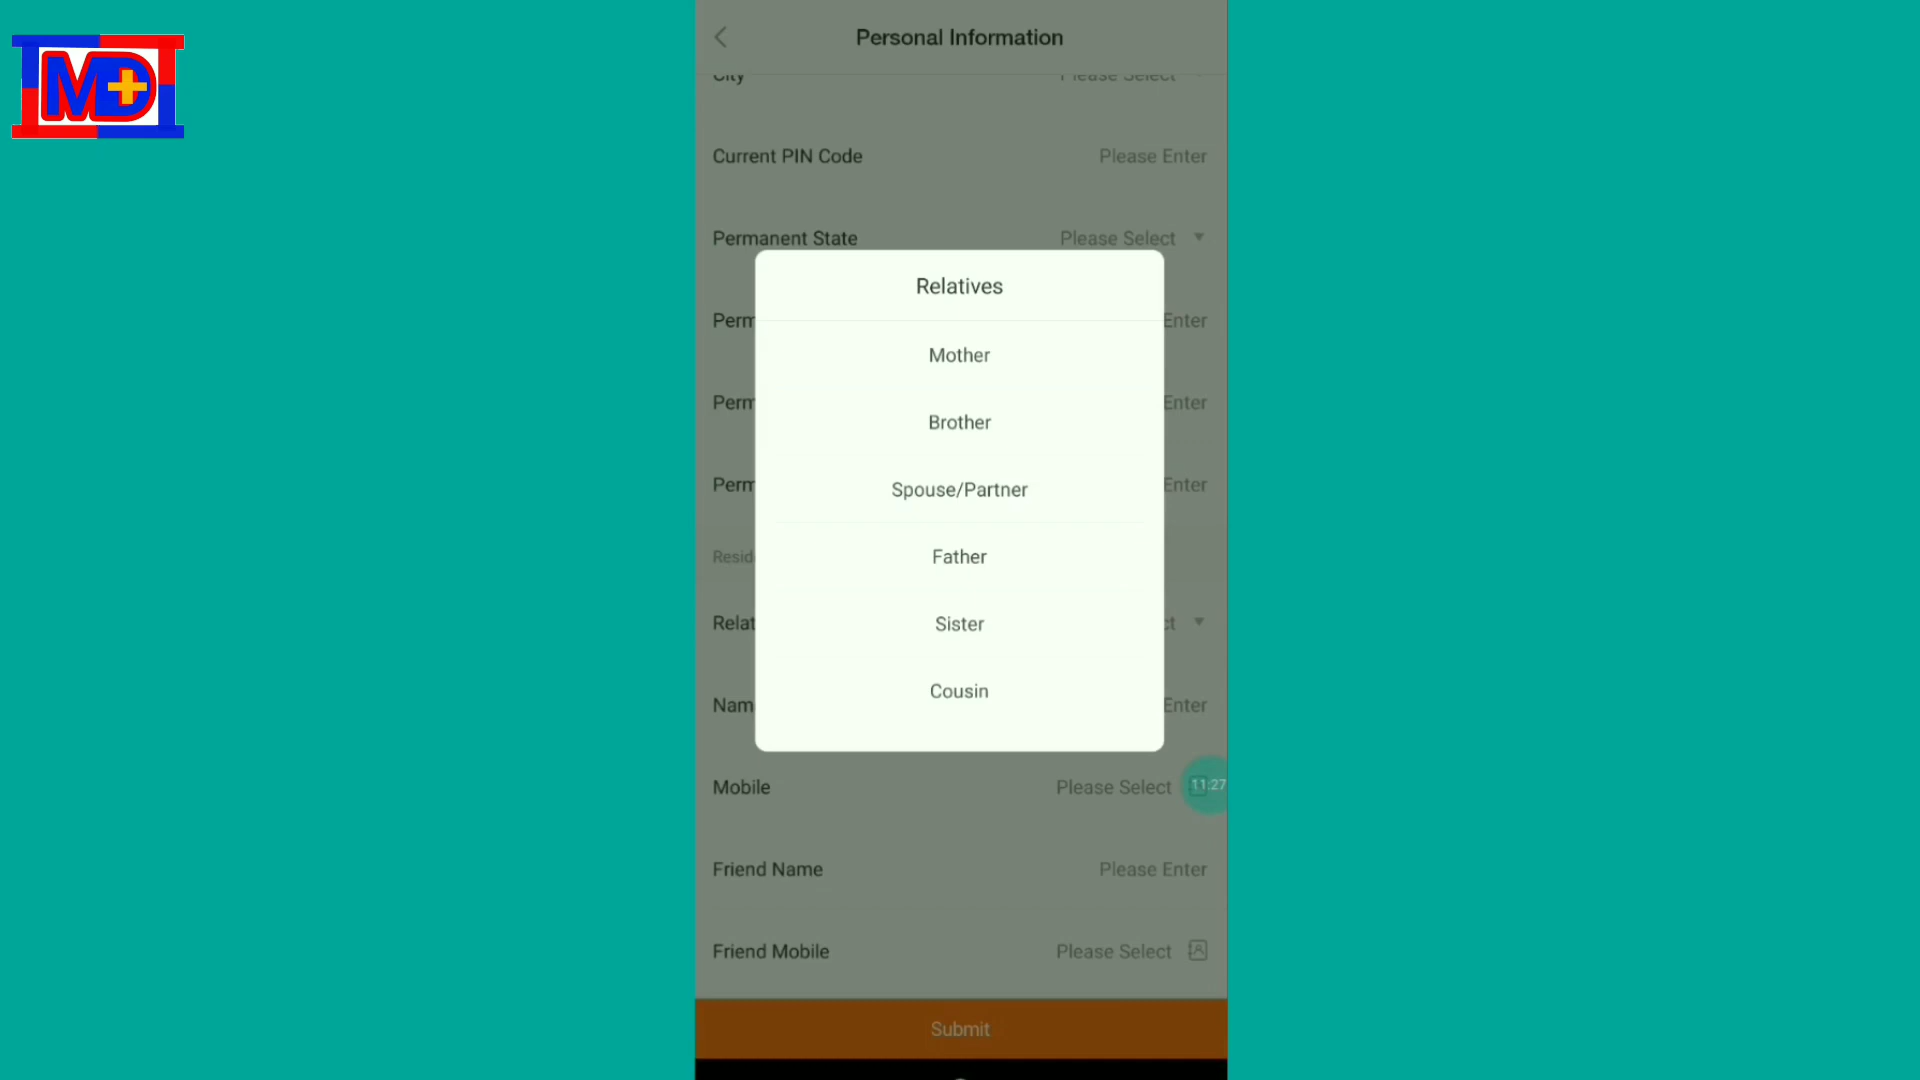 MD+
Personal Information
City Please Select
Current PIN Code Please Enter
Permanent State Please Select
Relatives
Perm Enter
Mother
Perm Enter
Brother
Perm Enter
Spouse/Partner
Resid
Father
Relat ct
Sister
Nam Enter
Cousin
Mobile Please Select 11:27
Friend Name Please Enter
Friend Mobile Please Select
Submit